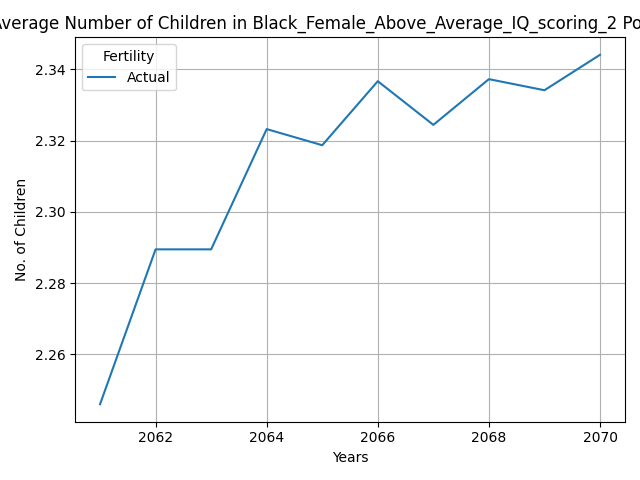 Average Number of Children in Black_Female_Above_Average_IQ_scoring_2 Po
Fertility
Actual
No. of Children
2.34
2.32
2.30
2.28
2.26
2062 2064 2066 2068 2070
Years